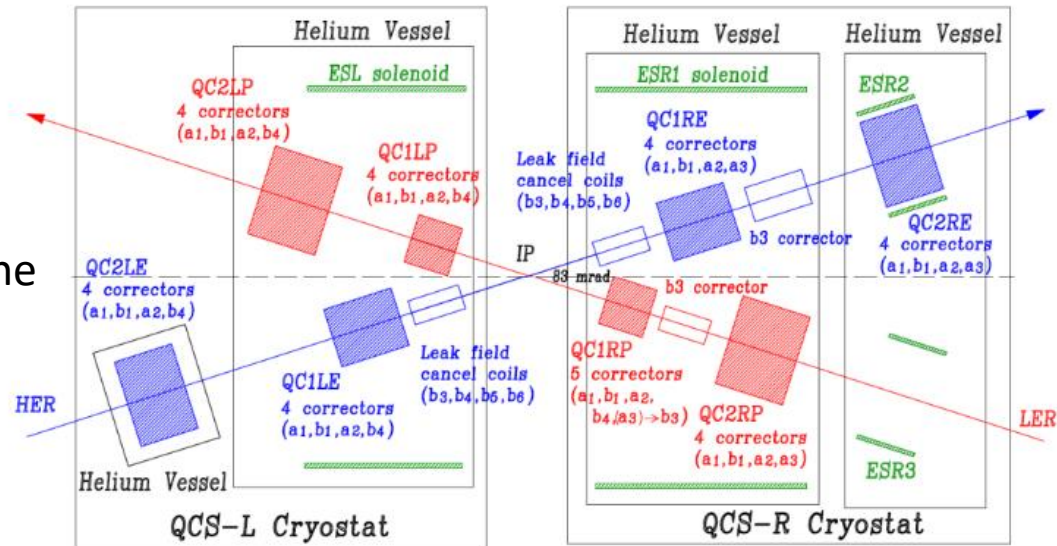 Helium Vessel
ESL solenoid
QC2LP
4 correctors
(a1,b1,a2,b4)
QC1LP
4 correctors
(a1,b1,a2,b4)
ne
QC2LE
4 correctors
(a1,b1,a2,b4)
HER
Helium Vessel
QC1LE
4 correctors
(a1,b1,a2,b4)
Leak field
cancel coils
(b3,b4,b5,b6)
QCS-L Cryostat
IP
83 mrad
Helium Vessel
ESR1 solenoid
Leak field
cancel coils
(b3,b4,b5,b6)
QC1RE
4 correctors
(a1,b1,a2,a3)
b3 corrector
b3 corrector
QC1RP
5 correctors
(a1,b1,a2,
b4,(a3)→b3)
QC2RP
4 correctors
(a1,b1,a2,a3)
Helium Vessel
ESR2
QC2RE
4 correctors
(a1,b1,a2,a3)
LER
ESR3
QCS-R Cryostat